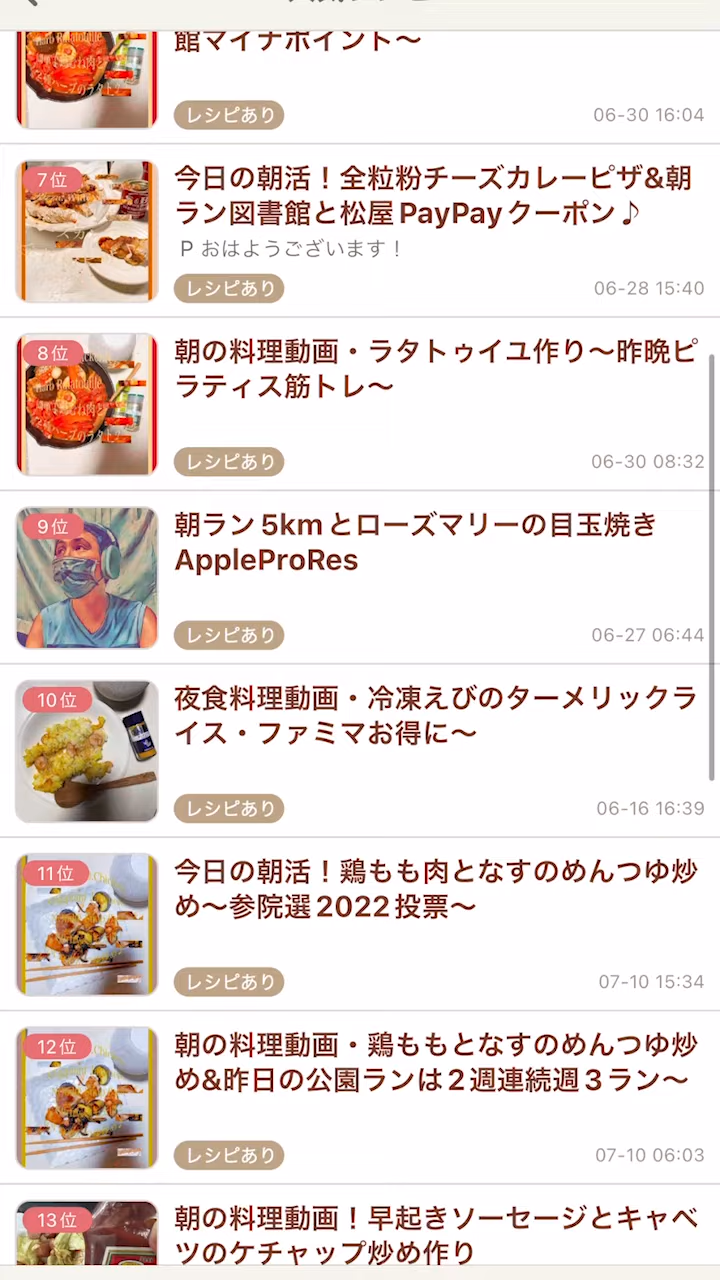 館マイナポイント〜
レシピあり
06-30 16:04
7位
今日の朝活！全粒粉チーズカレーピザ&朝
ラン図書館と松屋PayPayクーポン♪
P おはようございます！
レシピあり
06-28 15:40
8位
朝の料理動画・ラタトゥイユ作り〜昨晩ピ
ラティス筋トレ〜
レシピあり
06-30 08:32
9位
朝ラン5kmとローズマリーの目玉焼き
AppleProRes
レシピあり
06-27 06:44
10位
夜食料理動画・冷凍えびのターメリックラ
イス・ファミマお得に〜
レシピあり
06-16 16:39
11位
今日の朝活！鶏もも肉となすのめんつゆ炒
め〜参院選2022投票〜
レシピあり
07-10 15:34
12位
朝の料理動画・鶏ももとなすのめんつゆ炒
め&昨日の公園ランは2週連続週3ラン〜
レシピあり
07-10 06:03
13位
朝の料理動画！早起きソーセージとキャベ
ツのケチャップ炒め作り